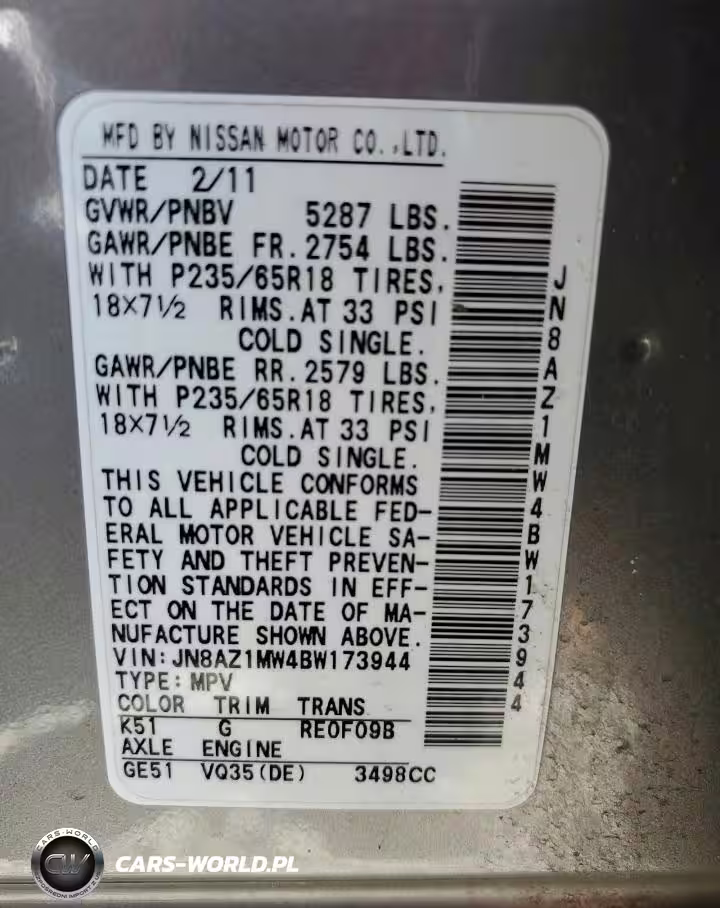 MFD BY NISSAN MOTOR CO.,LTD.
DATE 2/11
GVWR/PNBV 5287 LBS.
GAWR/PNBE FR.2754 LBS.
WITH P235/65R18 TIRES,
18×7½ RIMS.AT 33 PSI
COLD SINGLE.
GAWR/PNBE RR.2579 LBS.
WITH P235/65R18 TIRES,
18×7½ RIMS.AT 33 PSI
COLD SINGLE.
THIS VEHICLE CONFORMS
TO ALL APPLICABLE FED-
ERAL MOTOR VEHICLE SA-
FETY AND THEFT PREVEN-
TION STANDARDS IN EFF-
ECT ON THE DATE OF MA-
NUFACTURE SHOWN ABOVE.
VIN:JN8AZ1MW4BW173944
TYPE:MPV
COLOR TRIM TRANS
K51 G RE0F09B
AXLE ENGINE
GE51 VQ35(DE) 3498CC
JN8AZ1MW4BW173944
CARS-WORLD
CW
CARS-WORLD.PL